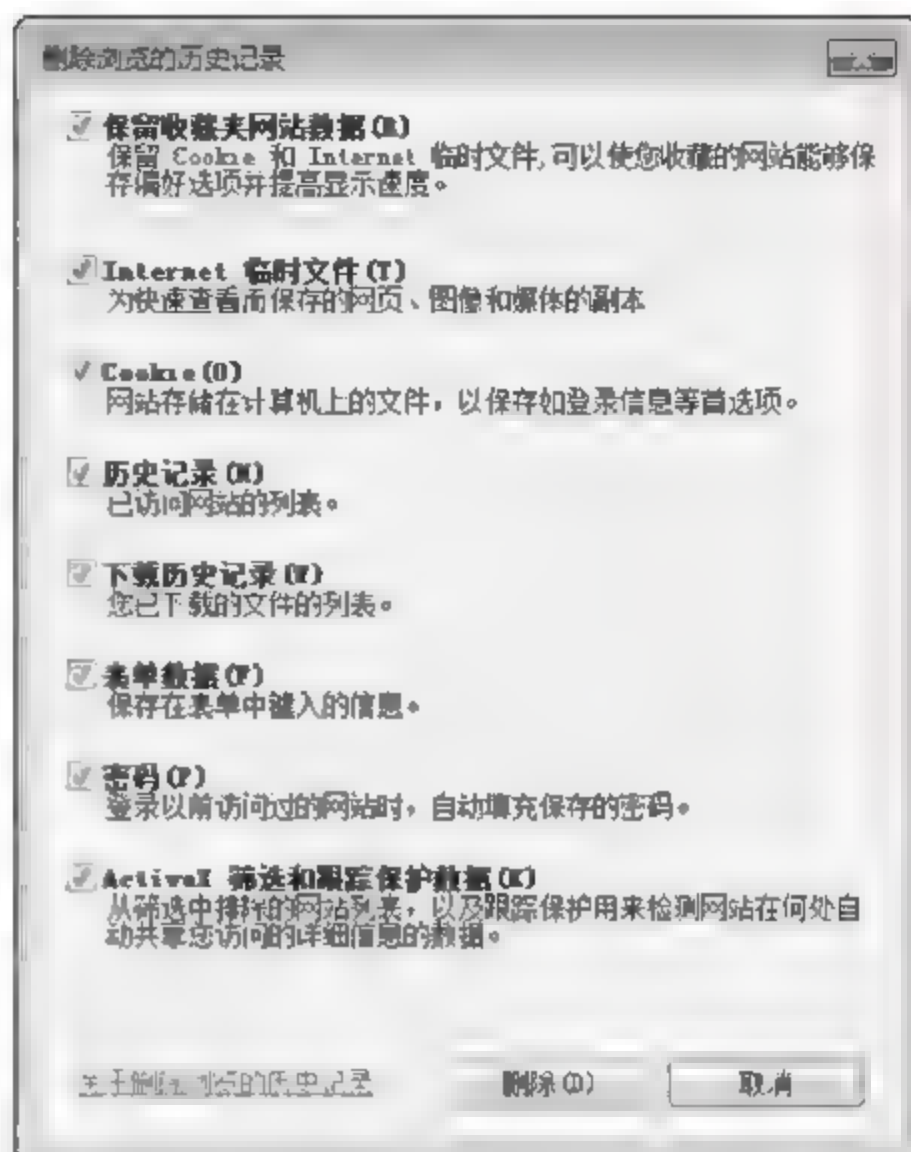 删除浏览的历史记录
保留收藏夹网站数据(R)
保留 Cookie 和 Internet 临时文件,可以使您收藏的网站能够保
存偏好选项并提高显示速度。
Internet 临时文件(T)
为快速查看而保存的网页、图像和媒体的副本
Cookie(O)
网站存储在计算机上的文件，以保存如登录信息等首选项。
历史记录(H)
已访问网站的列表。
下载历史记录(W)
您已下载的文件的列表。
表单数据(F)
保存在表单中键入的信息。
密码(P)
登录以前访问过的网站时，自动填充保存的密码。
ActiveX 筛选和跟踪保护数据(K)
从筛选中排除的网站列表，以及跟踪保护用来检测网站在何处自
动共享您访问的详细信息的数据。
关于删除浏览的历史记录
删除(D)
取消